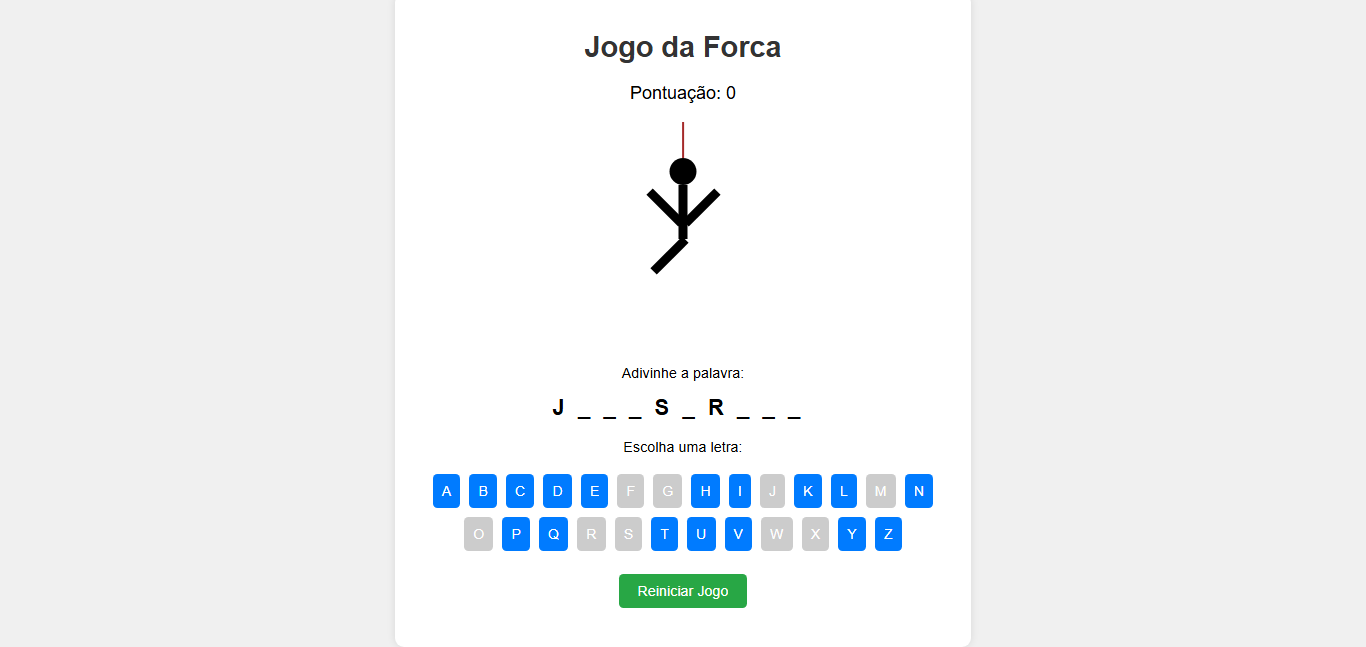 Jogo da Forca
Pontuação: 0
Adivinhe a palavra:
J _ _ _ S _ R _ _ _
Escolha uma letra:
A B C D E F G H I J K L M N
O P Q R S T U V W X Y Z
Reiniciar Jogo